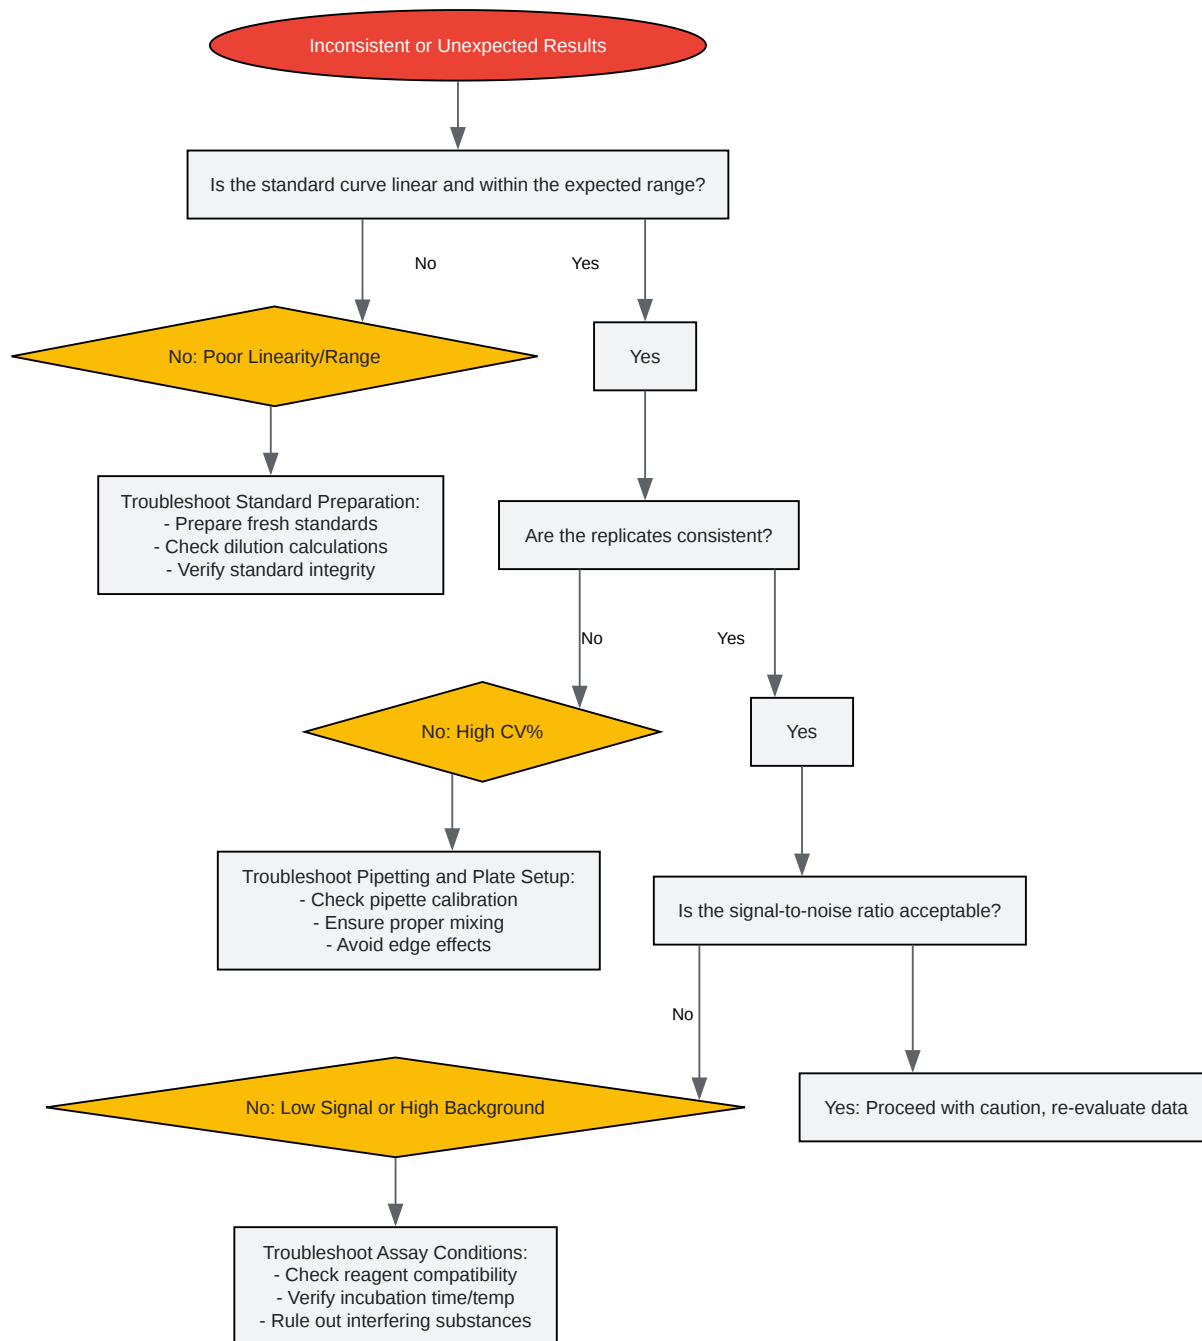 Inconsistent or Unexpected Results
Is the standard curve linear and within the expected range?
No
Yes
No: Poor Linearity/Range
Yes
Troubleshoot Standard Preparation:
- Prepare fresh standards
- Check dilution calculations
- Verify standard integrity
Are the replicates consistent?
No
Yes
No: High CV%
Yes
Troubleshoot Pipetting and Plate Setup:
- Check pipette calibration
- Ensure proper mixing
- Avoid edge effects
Is the signal-to-noise ratio acceptable?
No
No: Low Signal or High Background
Yes: Proceed with caution, re-evaluate data
Troubleshoot Assay Conditions:
- Check reagent compatibility
- Verify incubation time/temp
- Rule out interfering substances